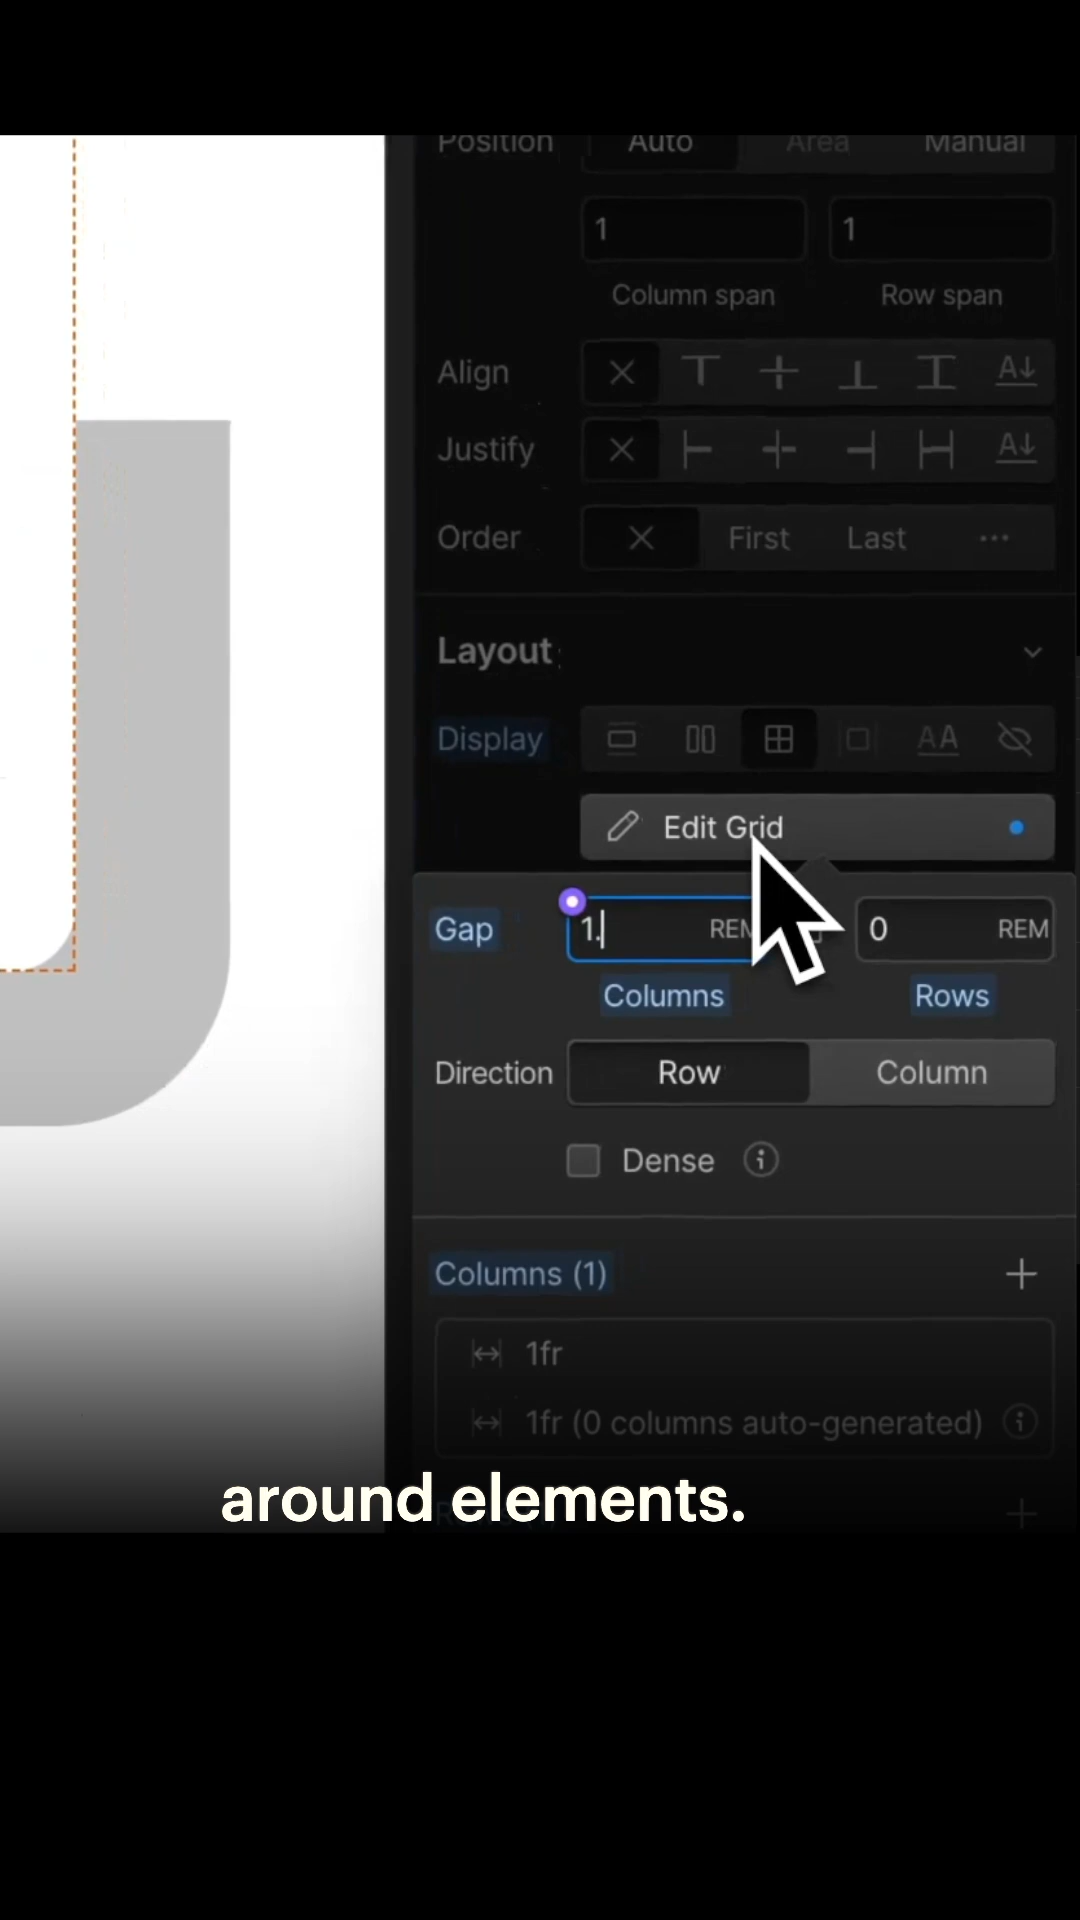 Position Auto Area Manual
1 1
Column span Row span
Align
Justify
Order First Last ...
Layout
Display AA
Edit Grid
Gap 1. REM 0 REM
Columns Rows
Direction Row Column
Dense
Columns (1)
1fr
1fr (0 columns auto-generated)
around elements.